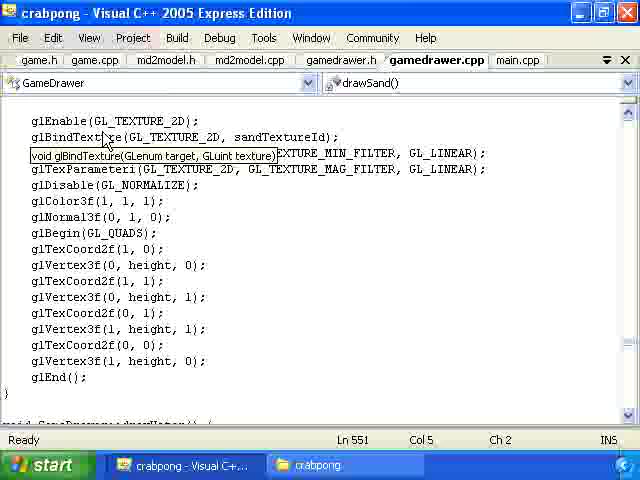 crabpong - Visual C++ 2005 Express Edition
File Edit View Project Build Debug Tools Window Community Help
game.h game.cpp md2model.h md2model.cpp gamedrawer.h gamedrawer.cpp main.cpp
GameDrawer drawSand()
glEnable(GL_TEXTURE_2D);
glBindTexture(GL_TEXTURE_2D, sandTextureId);
void glBindTexture(GLenum target, GLuint texture) TEXTURE_MIN_FILTER, GL_LINEAR);
glTexParameteri(GL_TEXTURE_2D, GL_TEXTURE_MAG_FILTER, GL_LINEAR);
glDisable(GL_NORMALIZE);
glColor3f(1, 1, 1);
glNormal3f(0, 1, 0);
glBegin(GL_QUADS);
glTexCoord2f(1, 0);
glVertex3f(0, height, 0);
glTexCoord2f(1, 1);
glVertex3f(0, height, 1);
glTexCoord2f(0, 1);
glVertex3f(1, height, 1);
glTexCoord2f(0, 0);
glVertex3f(1, height, 0);
glEnd();
}
Ready Ln 551 Col 5 Ch 2 INS
start crabpong - Visual C+... crabpong